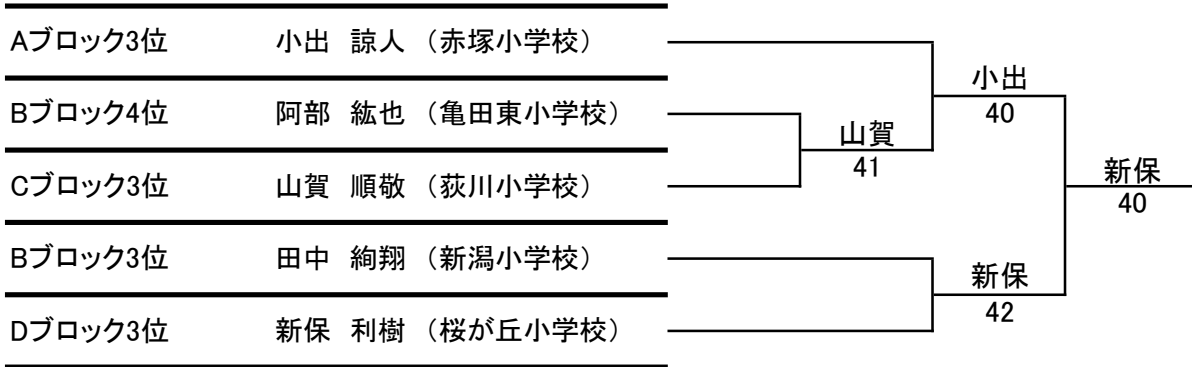 Aブロック3位 小出 諒人 （赤塚小学校）
小出
40
Bブロック4位 阿部 紘也 （亀田東小学校）
山賀
41
Cブロック3位 山賀 順敬 （荻川小学校）
新保
40
Bブロック3位 田中 絢翔 （新潟小学校）
新保
42
Dブロック3位 新保 利樹 （桜が丘小学校）